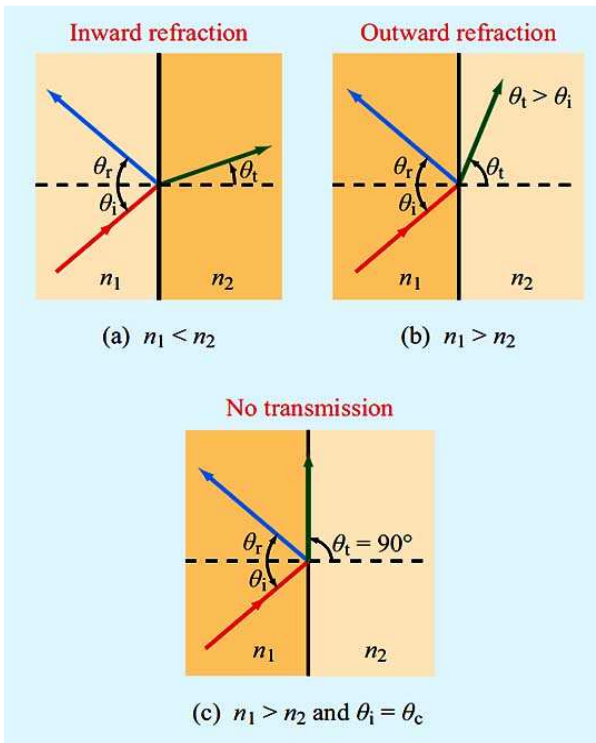 Inward refraction
θr
θi
θt
n1
n2
(a) n1 < n2
Outward refraction
θt > θi
θr
θi
θt
n1
n2
(b) n1 > n2
No transmission
θr
θi
θt = 90°
n1
n2
(c) n1 > n2 and θi = θc